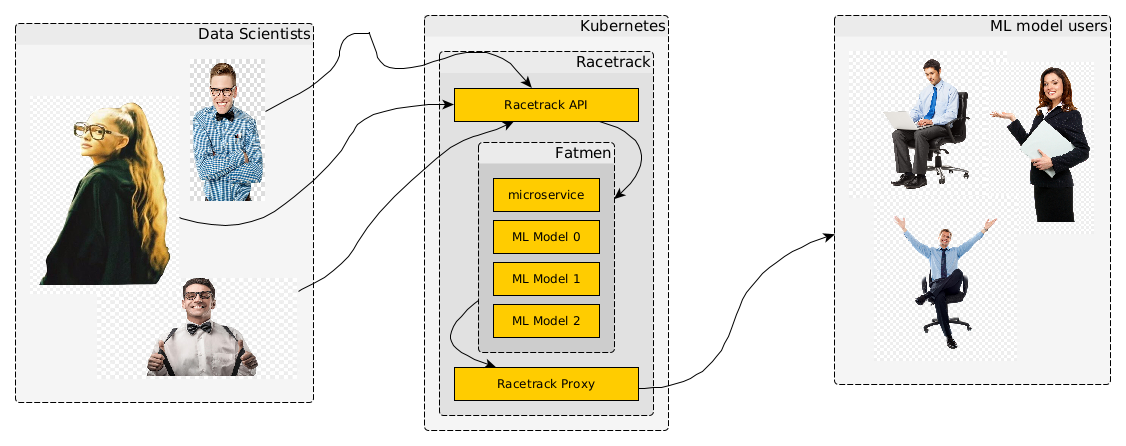 Data Scientists
Kubernetes
Racetrack
Racetrack API
Fatmen
microservice
ML Model 0
ML Model 1
ML Model 2
Racetrack Proxy
ML model users